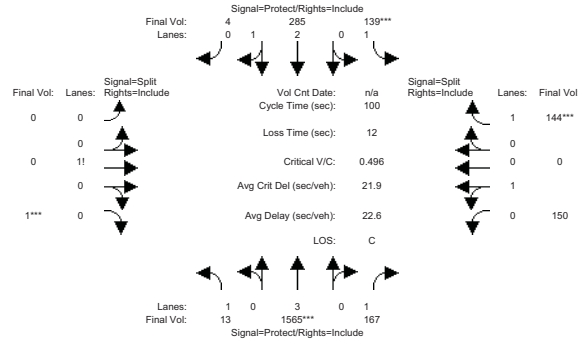 Signal=Protect/Rights=Include
Final Vol: 4 285 139***
Lanes: 0 1 2 0 1
Signal=Split Signal=Split
Final Vol: Lanes: Rights=Include Vol Cnt Date: n/a Rights=Include Lanes: Final Vol
Cycle Time (sec): 100
0 0 1 144***
Loss Time (sec): 12
0 0
0 1! Critical V/C: 0.496 0 0
Avg Crit Del (sec/veh): 21.9
0 1
1*** 0 Avg Delay (sec/veh): 22.6 0 150
LOS: C
Lanes: 1 0 3 0 1
Final Vol: 13 1565*** 167
Signal=Protect/Rights=Include